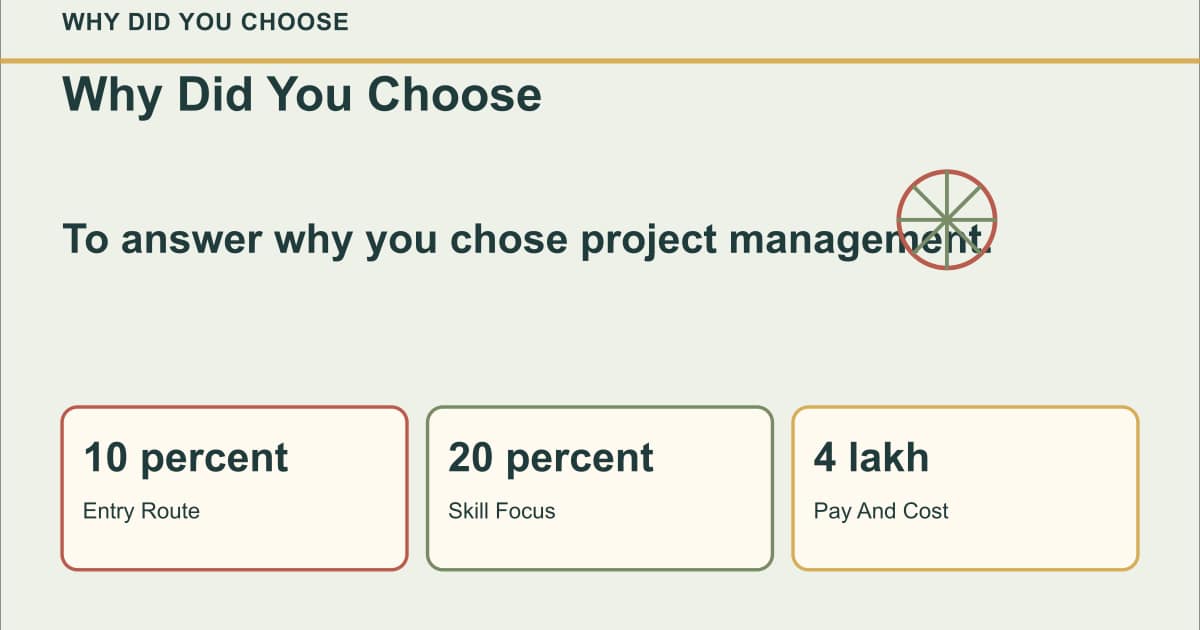 WHY DID YOU CHOOSE
Why Did You Choose
To answer why you chose project management.
10 percent
Entry Route
20 percent
Skill Focus
4 lakh
Pay And Cost